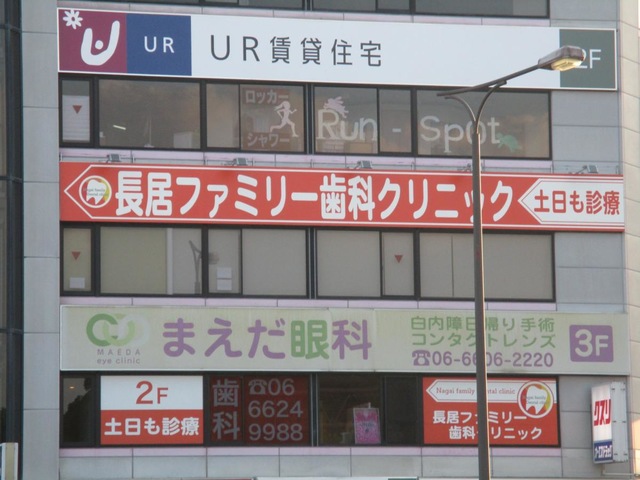 UR
UR賃貸住宅
2F
ロッカー
シャワー
Run - Spot
長居ファミリー歯科クリニック
土日も診療
MAEDA
eye clinic
まえだ眼科
白内障日帰り手術
コンタクトレンズ
☎06-6606-2220
3F
2F
土日も診療
歯科
☎06
6624
9988
Nagai family dental clinic
長居ファミリー
歯科クリニック